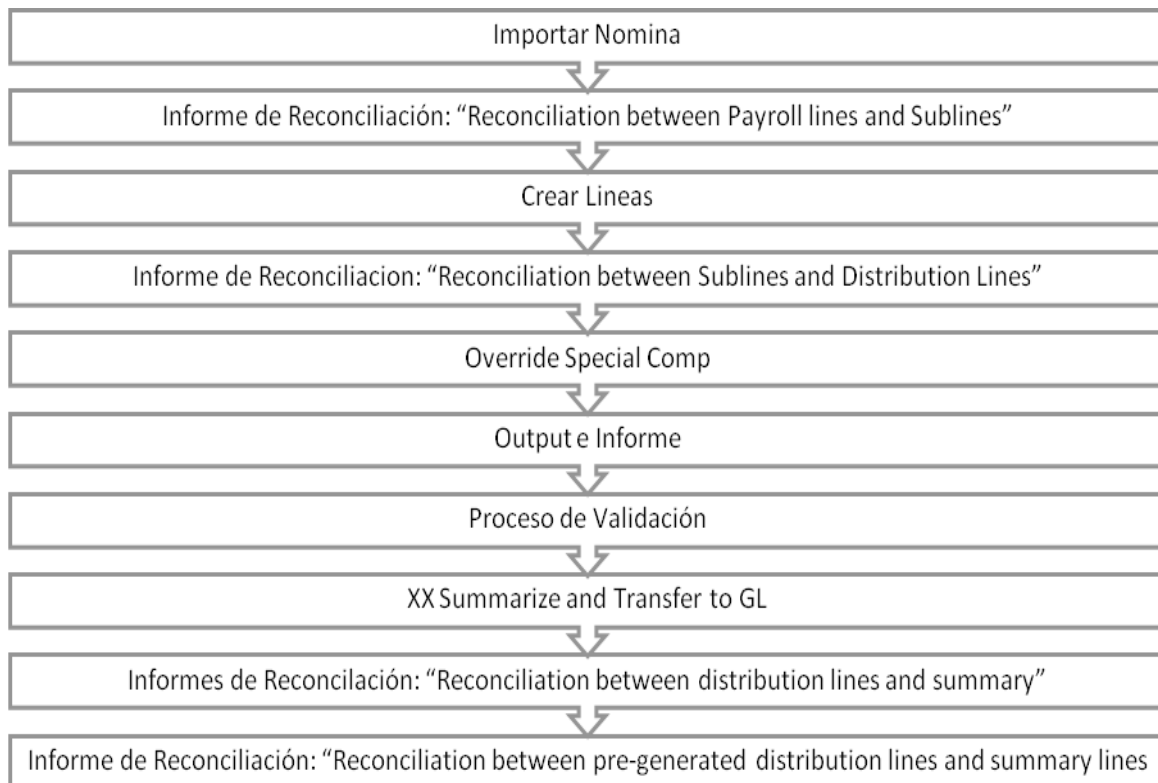 Importar Nomina
Informe de Reconciliación: “Reconciliation between Payroll lines and Sublines”
Crear Lineas
Informe de Reconciliacion: “Reconciliation between Sublines and Distribution Lines”
Override Special Comp
Output e Informe
Proceso de Validación
XX Summarize and Transfer to GL
Informes de Reconcilación: “Reconciliation between distribution lines and summary”
Informe de Reconciliación: “Reconciliation between pre-generated distribution lines and summary lines